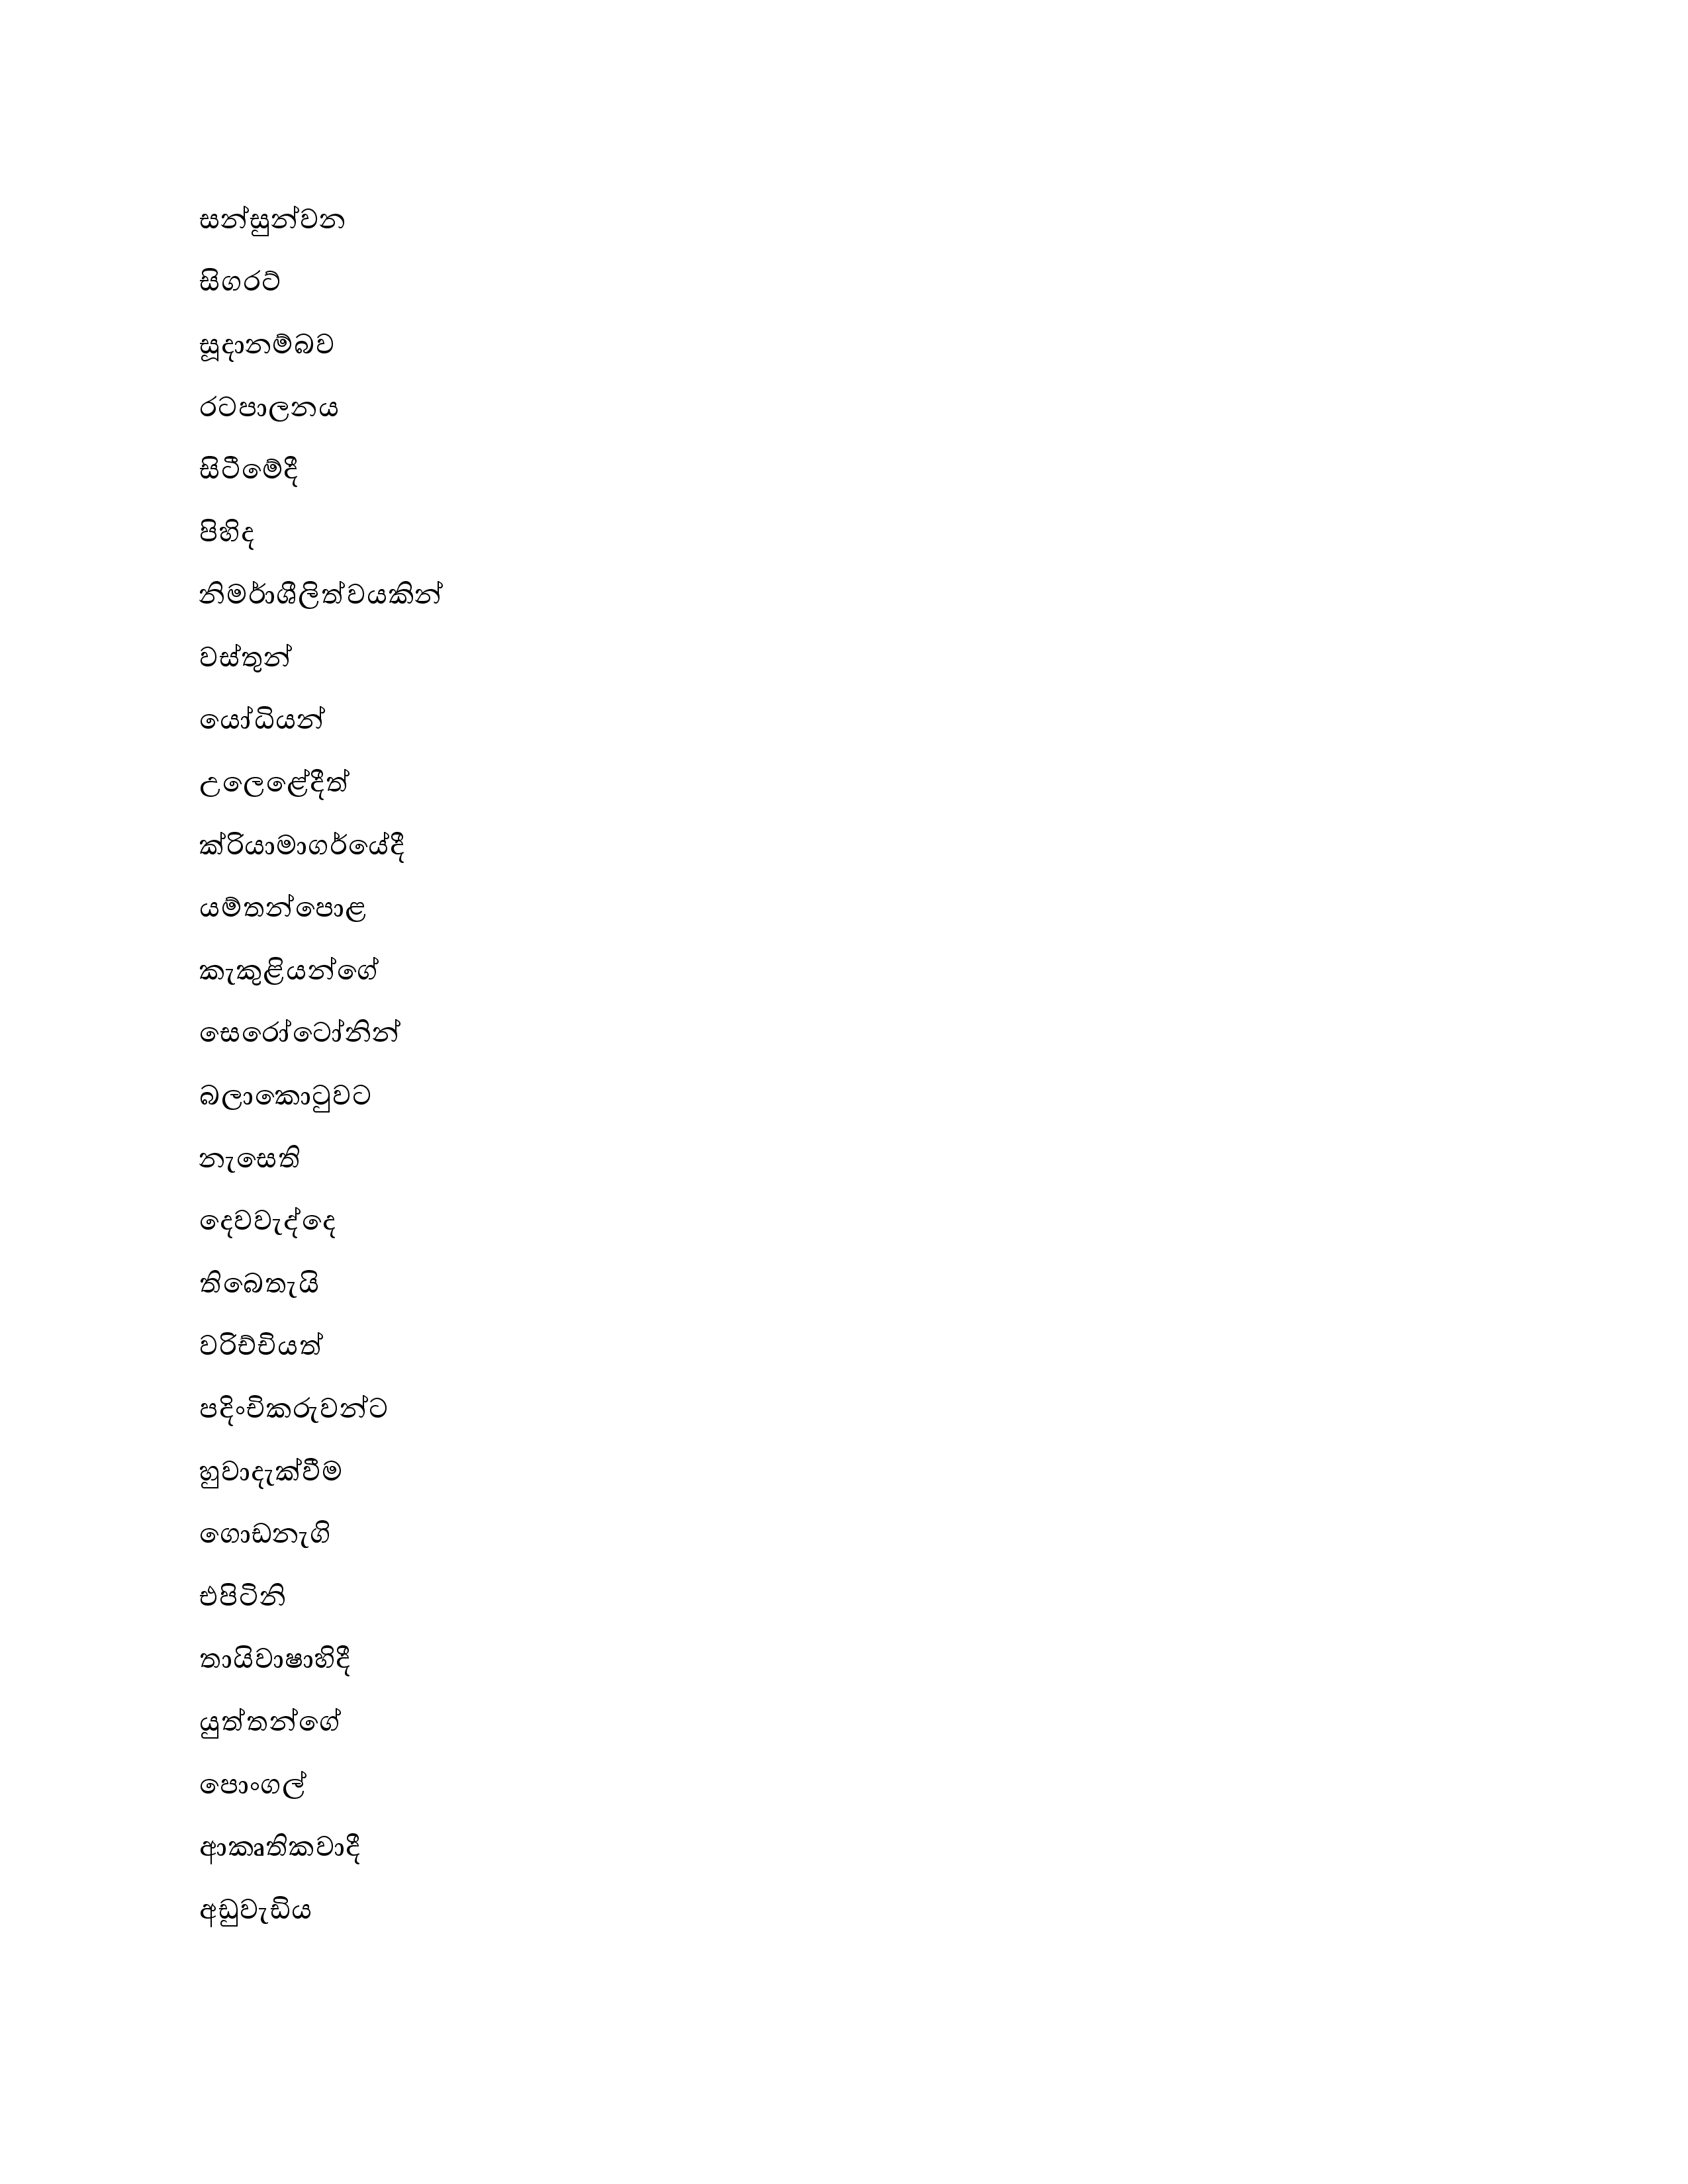 සන්සුන්වන
සිගරට්
සූදානම්බව
රටපාලනය
සිටීමේදී
පිහිද
නිමර්ාශීලිත්වයකින්
වස්තූන්
යෝධියන්
උලෙළේදීත්
ක්රියාමාගර්යේදී
යම්තන්පොළ
කැකුළියන්ගේ
සෙරෝටෝනින්
බලාකොටුවට
නැසෙති
දෙවවැද්දෙ
තිබෙතැයි
වරිච්චියත්
පදිංචිකරුවන්ට
හුවාදැක්වීම
ගොඩනැගි
එපිටිනි
තායිවාෂාහිදී
යුත්තන්ගේ
පොංගල්
ආකෘතිකවාදී
අඩුවැඩිය